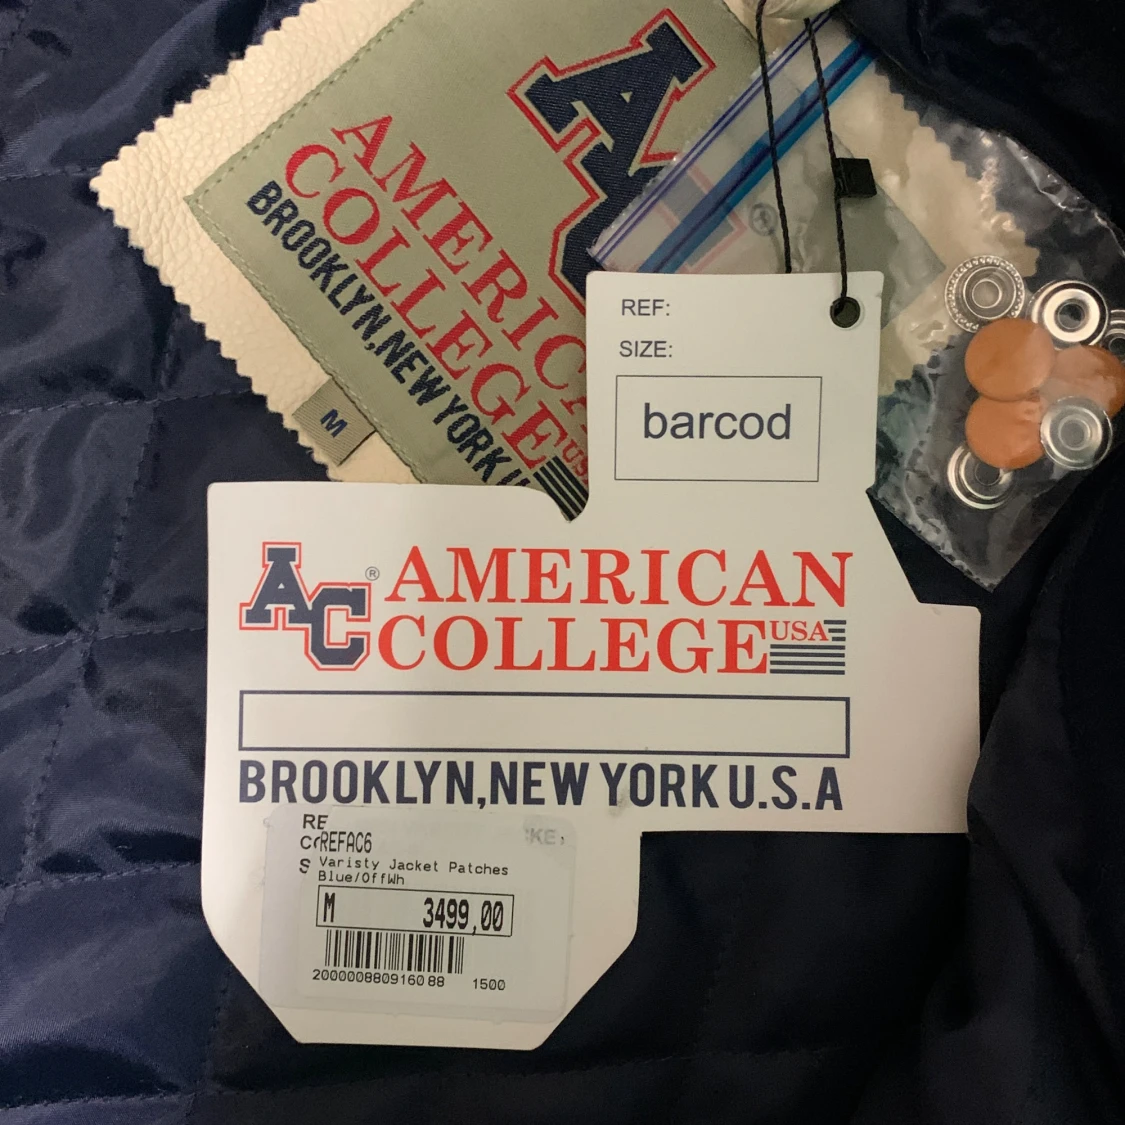 AC
AMERICAN
COLLEGE
BROOKLYN,NEW YORK
M
REF:
SIZE:
barcod
AC® AMERICAN
COLLEGE USA
BROOKLYN,NEW YORK U.S.A
RE
REFAC6
Varisty Jacket Patches
Blue/OffWh
M 3499,00
2000008809160 88 1500